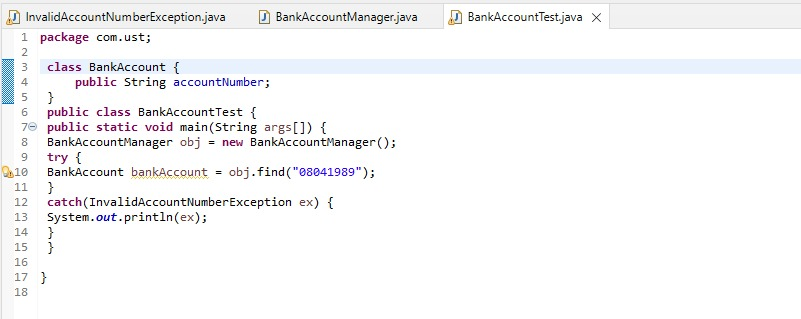 InvalidAccountNumberException.java BankAccountManager.java BankAccountTest.java
1 package com.ust;
2
3 class BankAccount {
4 public String accountNumber;
5 }
6 public class BankAccountTest {
7 public static void main(String args[]) {
8 BankAccountManager obj = new BankAccountManager();
9 try {
10 BankAccount bankAccount = obj.find("08041989");
11 }
12 catch(InvalidAccountNumberException ex) {
13 System.out.println(ex);
14 }
15 }
16
17 }
18